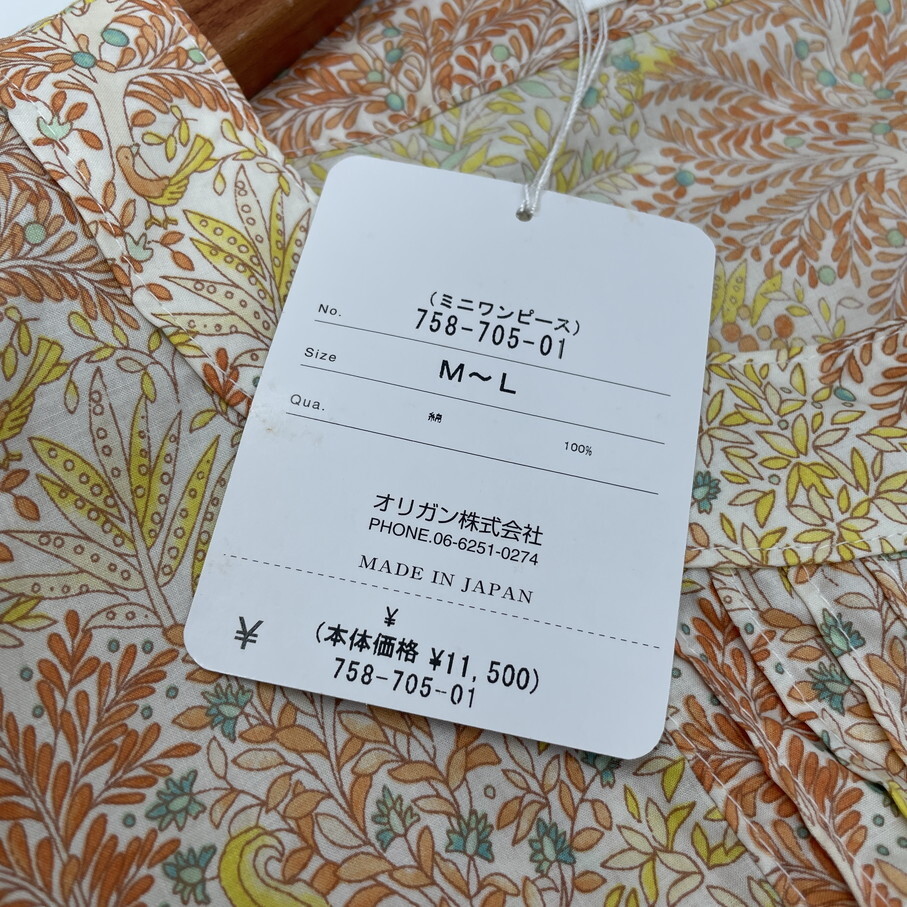 (ミニワンピース)
No. 758-705-01
Size M～L
Qua. 綿 100%
オリガン株式会社
PHONE.06-6251-0274
MADE IN JAPAN
¥
¥ (本体価格 ¥11,500)
758-705-01